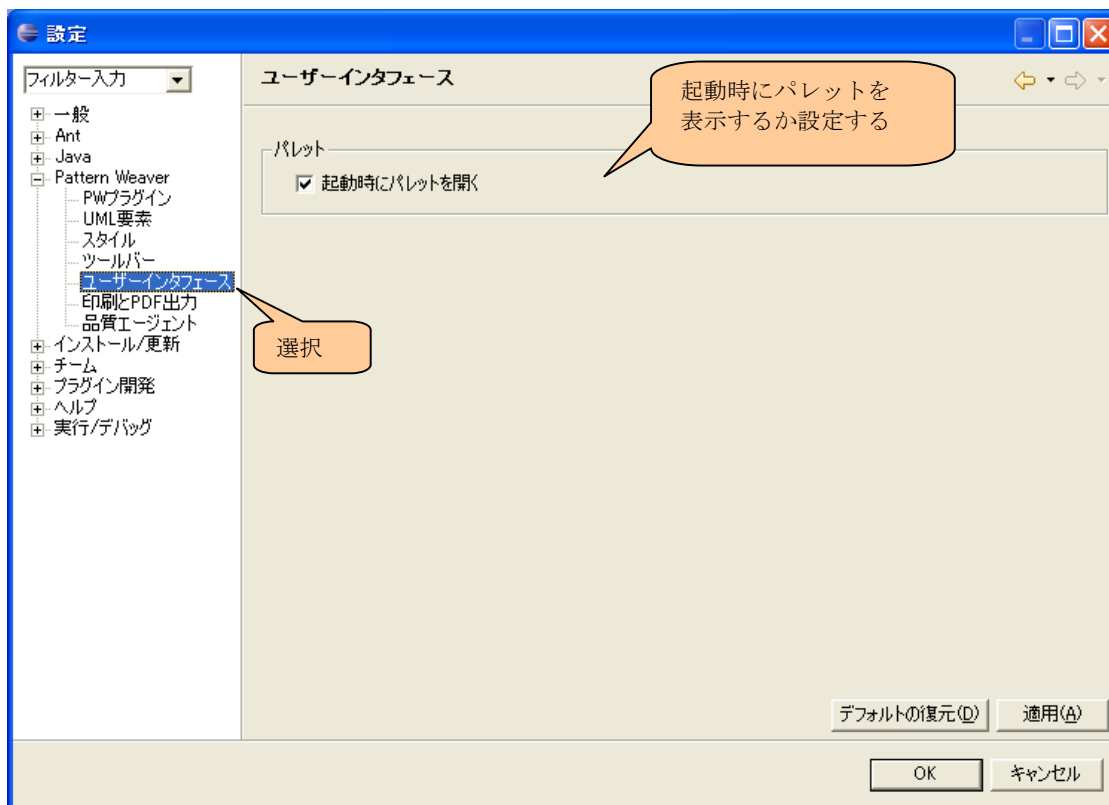 設定
フィルター入力
一般
Ant
Java
Pattern Weaver
PWプラグイン
UML要素
スタイル
ツールバー
ユーザーインタフェース
印刷とPDF出力
品質エージェント
インストール/更新
チーム
プラグイン開発
ヘルプ
実行/デバッグ
選択
ユーザーインタフェース
起動時にパレットを
表示するか設定する
パレット
起動時にパレットを開く
デフォルトの復元(D)
適用(A)
OK
キャンセル